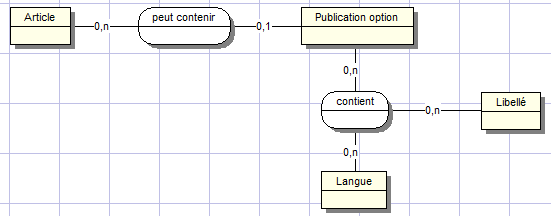 Article
0,n
peut contenir
0,1
Publication option
0,n
contient
0,n
Libellé
0,n
Langue